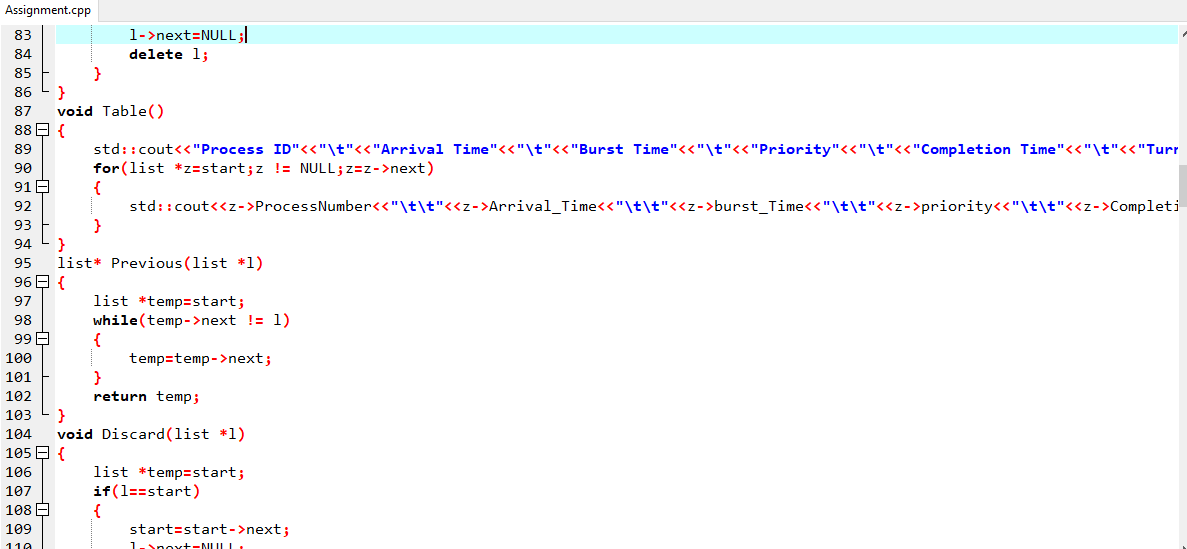 Assignment.cpp
83 l->next=NULL;
84 delete l;
85 }
86 }
87 void Table()
88 {
89 std::cout<<"Process ID"<<"\t"<<"Arrival Time"<<"\t"<<"Burst Time"<<"\t"<<"Priority"<<"\t"<<"Completion Time"<<"\t"<<"Turr
90 for(list *z=start;z != NULL;z=z->next)
91 {
92 std::cout<<z->ProcessNumber<<"\t\t"<<z->Arrival_Time<<"\t\t"<<z->burst_Time<<"\t\t"<<z->priority<<"\t\t"<<z->Completi
93 }
94 }
95 list* Previous(list *l)
96 {
97 list *temp=start;
98 while(temp->next != l)
99 {
100 temp=temp->next;
101 }
102 return temp;
103 }
104 void Discard(list *l)
105 {
106 list *temp=start;
107 if(l==start)
108 {
109 start=start->next;
110 l->next=NULL;